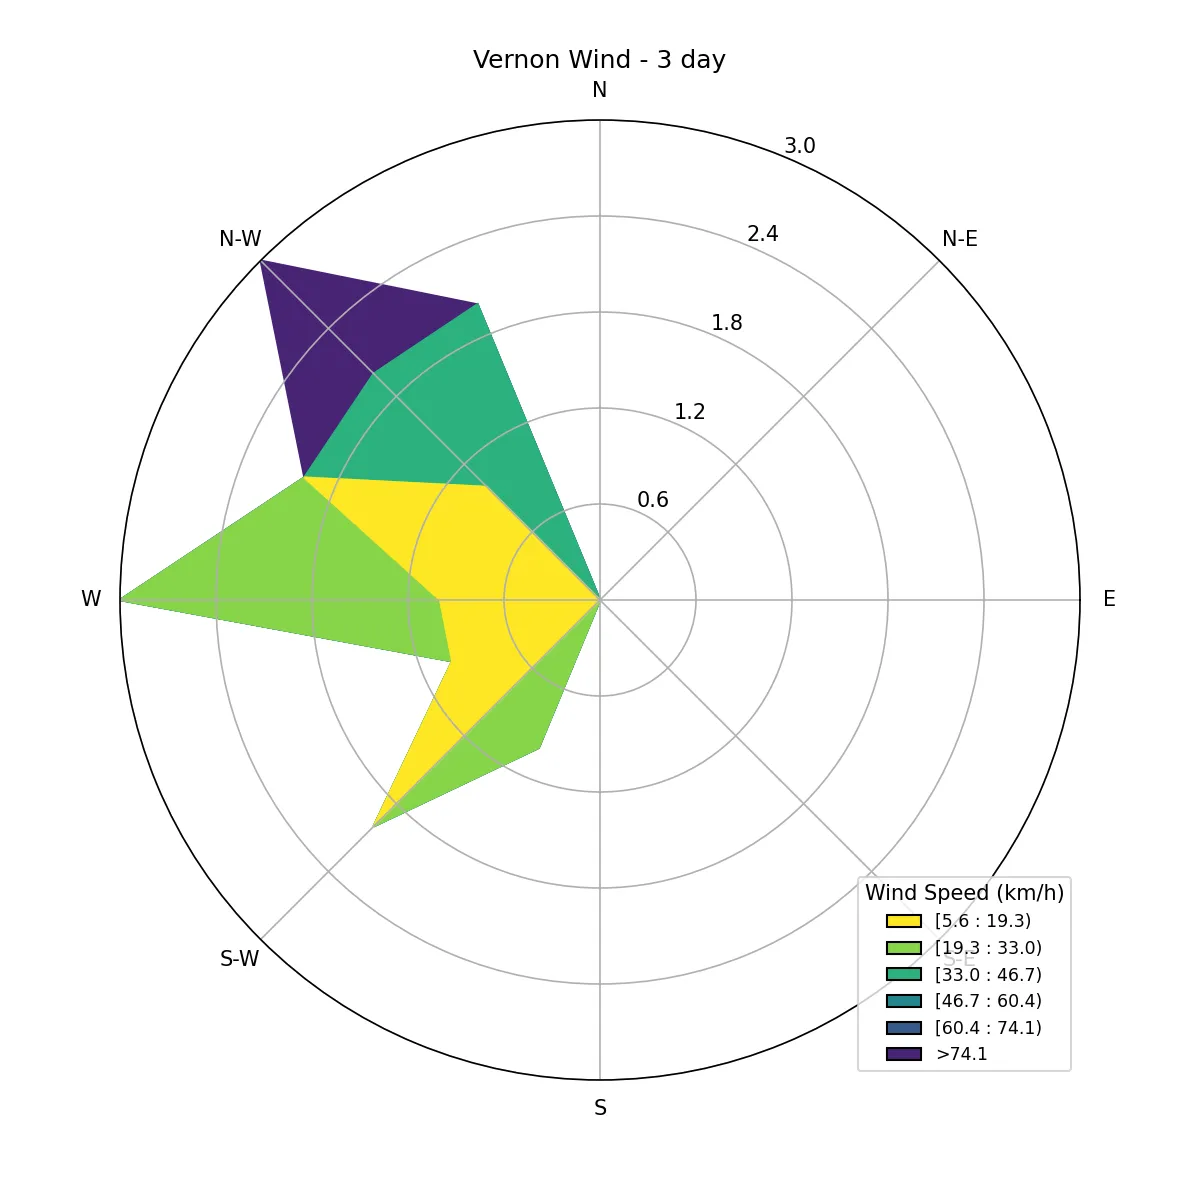 Vernon Wind - 3 day
N
3.0
N-W
N-E
2.4
1.8
1.2
0.6
W
E
S-W
S-E
Wind Speed (km/h)
[5.6 : 19.3)
[19.3 : 33.0)
[33.0 : 46.7)
[46.7 : 60.4)
[60.4 : 74.1)
>74.1
S